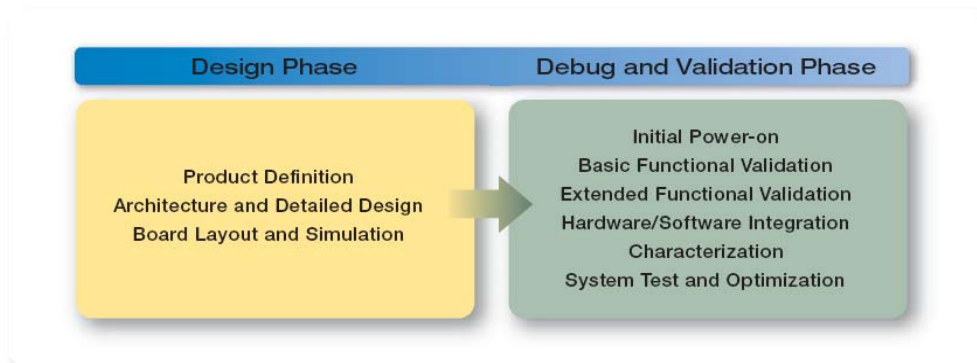 Design Phase
Debug and Validation Phase
Product Definition
Architecture and Detailed Design
Board Layout and Simulation
Initial Power-on
Basic Functional Validation
Extended Functional Validation
Hardware/Software Integration
Characterization
System Test and Optimization